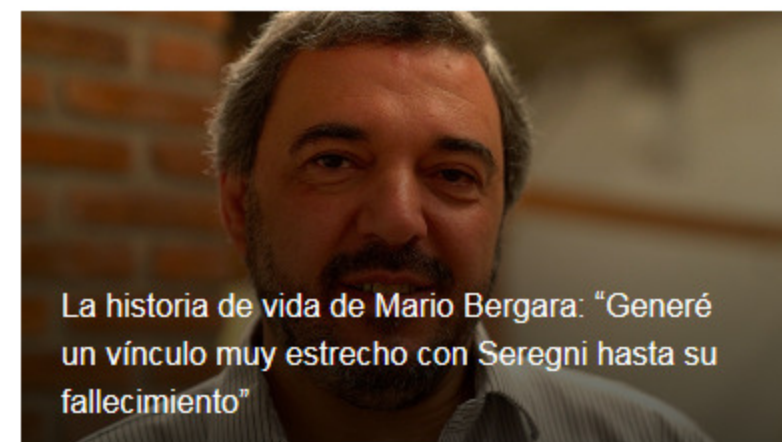 La historia de vida de Mario Bergara: “Generé
un vínculo muy estrecho con Seregni hasta su
fallecimiento”